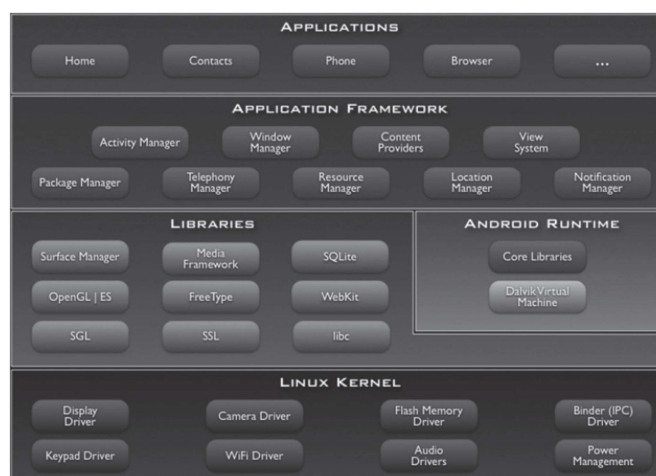 APPLICATIONS
Home
Contacts
Phone
Browser
...
APPLICATION FRAMEWORK
Activity Manager
Window
Manager
Content
Providers
View
System
Package Manager
Telephony
Manager
Resource
Manager
Location
Manager
Notification
Manager
LIBRARIES
Surface Manager
Media
Framework
SQLite
OpenGL | ES
FreeType
WebKit
SGL
SSL
libc
ANDROID RUNTIME
Core Libraries
Dalvik Virtual
Machine
LINUX KERNEL
Display
Driver
Camera Driver
Flash Memory
Driver
Binder (IPC)
Driver
Keypad Driver
WiFi Driver
Audio
Drivers
Power
Management